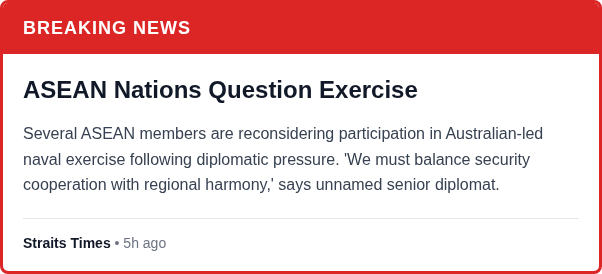 BREAKING NEWS
ASEAN Nations Question Exercise
Several ASEAN members are reconsidering participation in Australian-led
naval exercise following diplomatic pressure. 'We must balance security
cooperation with regional harmony,' says unnamed senior diplomat.
Straits Times • 5h ago